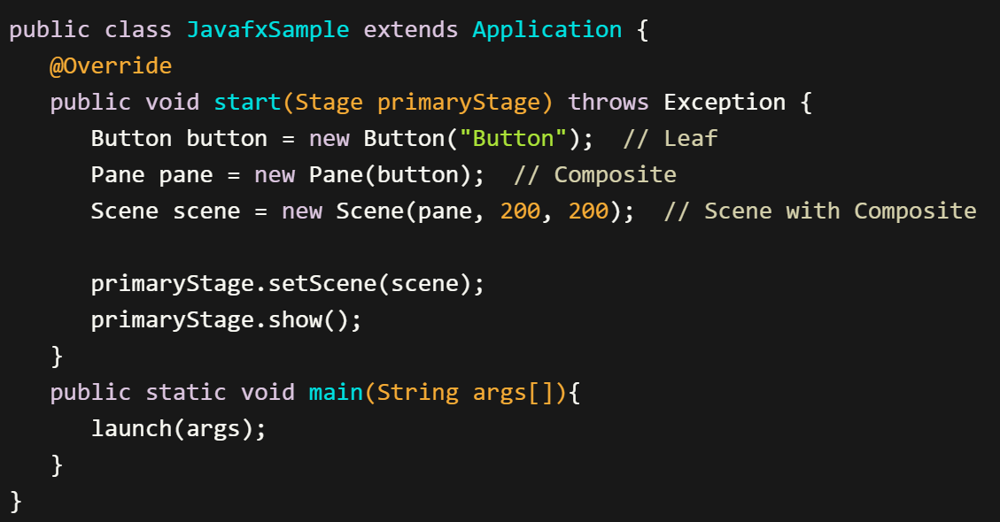 public class JavafxSample extends Application {
   @Override
   public void start(Stage primaryStage) throws Exception {
      Button button = new Button("Button");  // Leaf
      Pane pane = new Pane(button);  // Composite
      Scene scene = new Scene(pane, 200, 200);  // Scene with Composite

      primaryStage.setScene(scene);
      primaryStage.show();
   }
   public static void main(String args[]){
      launch(args);
   }
}